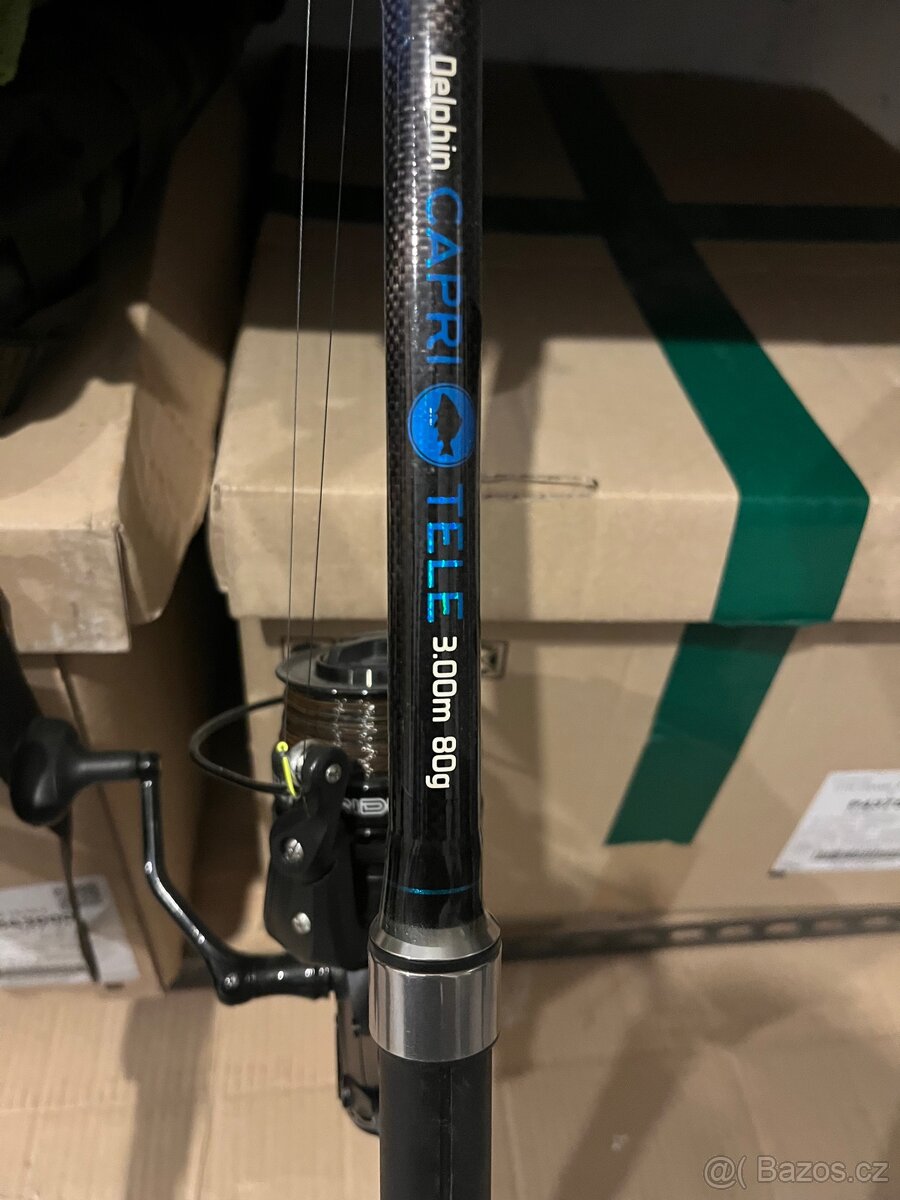 Delphin CAPRI TELE 3.00m 80g
@( Bazos.cz